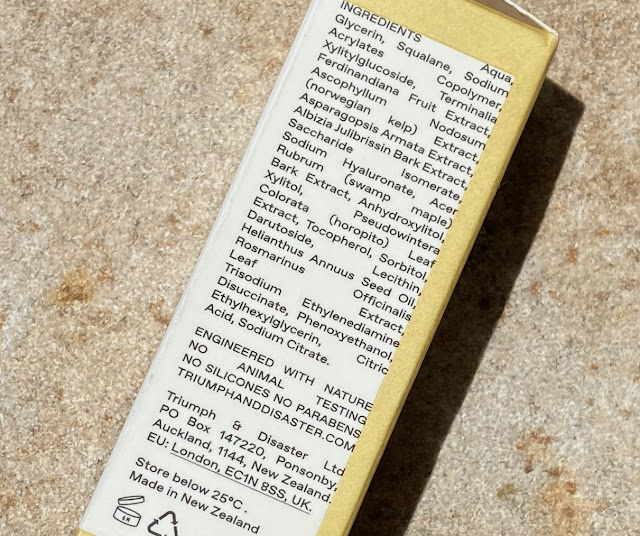 INGREDIENTS Aqua,
Glycerin, Squalane, Sodium
Acrylates Copolymer,
Xylitylglucoside, Terminalia
Ferdinandiana Fruit Extract,
Ascophyllum Nodosum
(norwegian kelp) Extract,
Asparagopsis Armata Extract,
Albizia Julibrissin Bark Extract,
Saccharide Isomerate,
Sodium Hyaluronate, Acer
Rubrum (swamp maple)
Bark Extract, Anhydroxylitol,
Xylitol, Pseudowintera
Colorata (horopito) Leaf
Extract, Tocopherol, Sorbitol,
Darutoside, Lecithin,
Helianthus Annuus Seed Oil,
Rosmarinus Officinalis
Leaf Extract,
Trisodium Ethylenediamine
Disuccinate, Phenoxyethanol,
Ethylhexylglycerin, Citric
Acid, Sodium Citrate.
ENGINEERED WITH NATURE
NO ANIMAL TESTING
NO SILICONES NO PARABENS
TRIUMPHANDDISASTER.COM
Triumph & Disaster Ltd
PO Box 147220, Ponsonby,
Auckland, 1144, New Zealand.
EU: London, EC1N 8SS, UK.
Store below 25°C.
Made in New Zealand